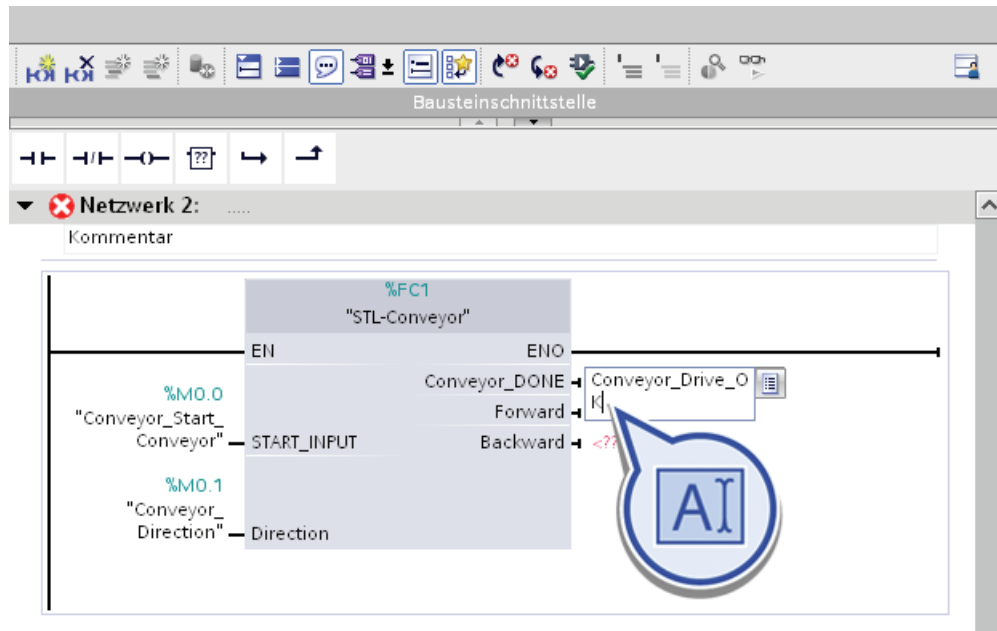 Bausteinschnittstelle
??
Netzwerk 2: .....
Kommentar
%FC1
"STL-Conveyor"
EN ENO
Conveyor_DONE Conveyor_Drive_O
K
%M0.0
"Conveyor_Start_
Conveyor" START_INPUT
Forward
Backward <??
%M0.1
"Conveyor_
Direction" Direction
A